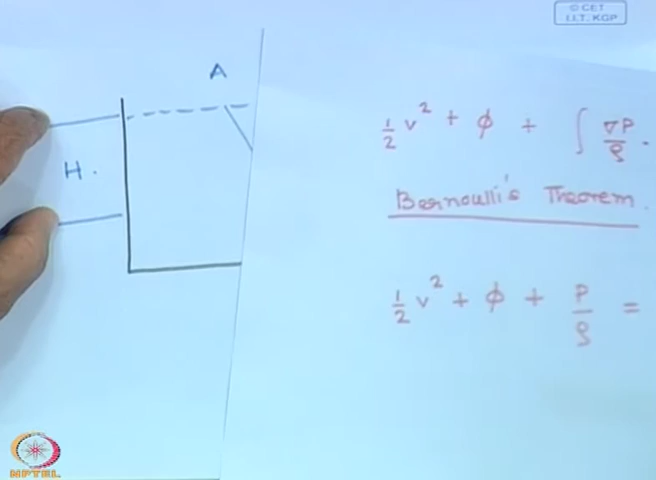 © CET
I.I.T. KGP
A
H.
1/2 v² + φ + ∫ ∇P/ρ .
Bernoulli's Theorem.
1/2 v² + φ + P/ρ =
NPTEL